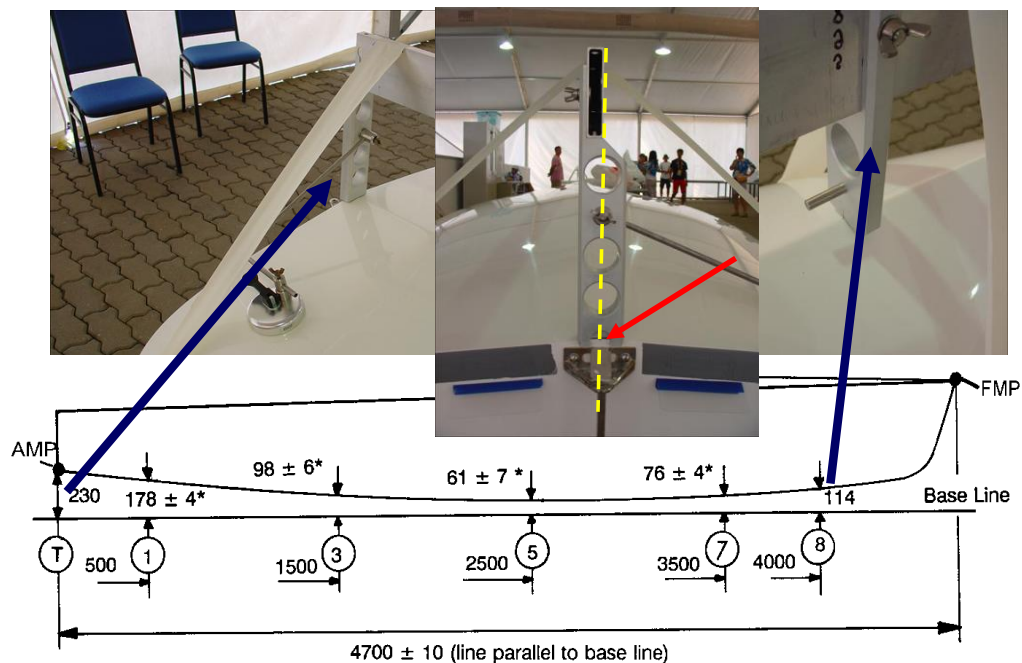 FMP
AMP
98 ± 6*
61 ± 7 *
76 ± 4*
230
178 ± 4*
114
Base Line
T
1
3
5
7
8
500
1500
2500
3500
4000
4700 ± 10 (line parallel to base line)